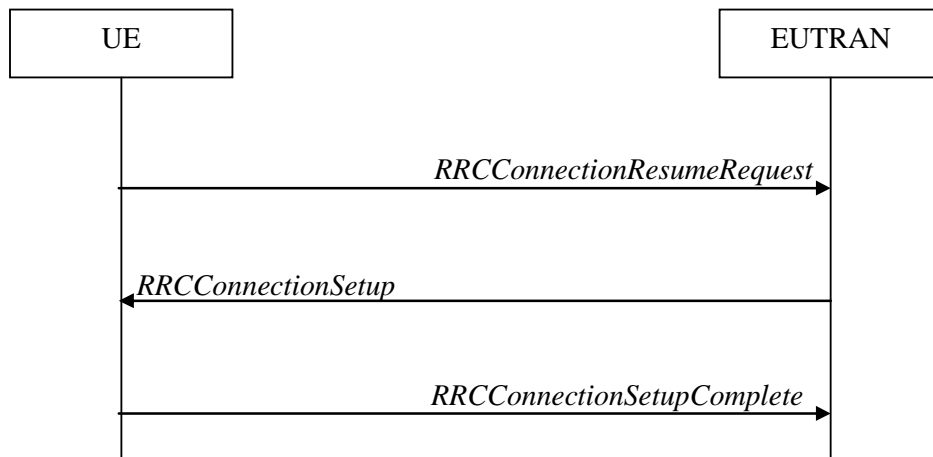 UE
EUTRAN
RRCConnectionResumeRequest
RRCConnectionSetup
RRCConnectionSetupComplete